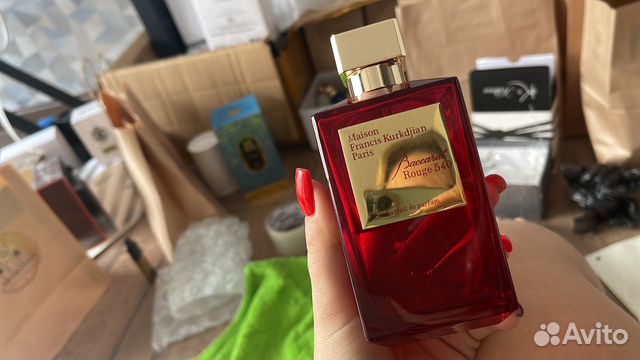 Maison
Francis Kurkdjian
Paris
Baccarat
Rouge 540
extrait de parfum
Avito